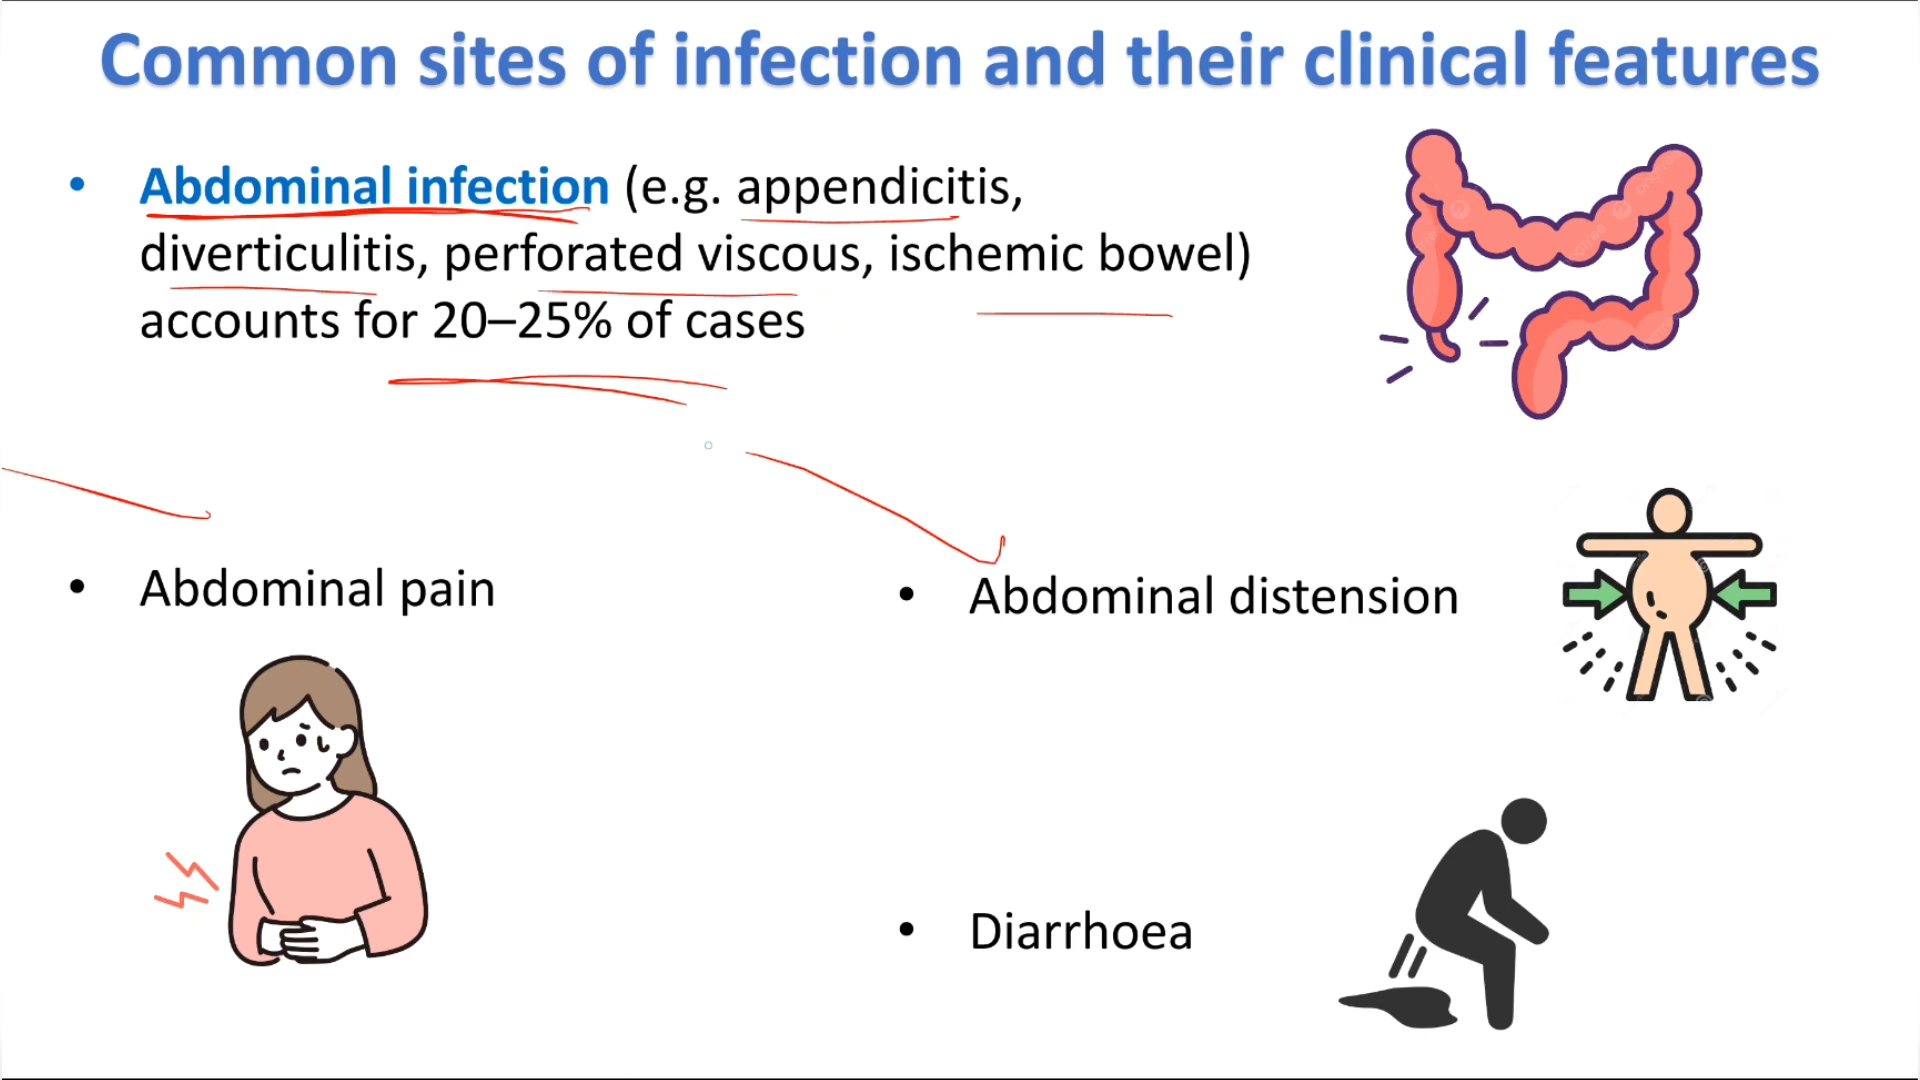 Common sites of infection and their clinical features
• Abdominal infection (e.g. appendicitis,
diverticulitis, perforated viscous, ischemic bowel)
accounts for 20–25% of cases
• Abdominal pain
• Abdominal distension
• Diarrhoea